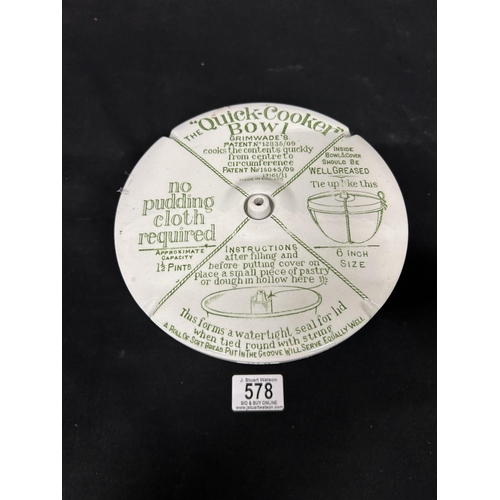 THE "QUICK-COOKER"
BOWL
GRIMWADE'S
PATENT Nº 12835/09
cooks the contents quickly
from centre to
circumference
PATENT Nº 15045/09
INSIDE
BOWL & COVER
SHOULD BE
WELL GREASED
Tie up like this
6 INCH
SIZE
no
pudding
cloth
required
APPROXIMATE
CAPACITY
1½ PINTS
INSTRUCTIONS
after filling and
before putting cover on
place a small piece of pastry
or dough in hollow here
This forms a watertight seal for lid
when tied round with string
A ROLL OF SOFT BREAD PUT IN THE GROOVE WILL SERVE EQUALLY WELL
J. Stuart Watson
578
BID & BUY ONLINE
www.jstuartwatson.com